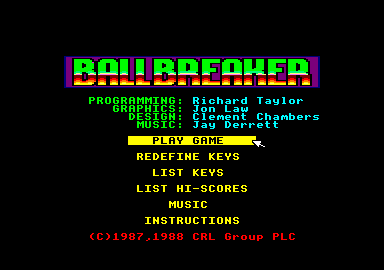 BALLBREAKER
PROGRAMMING: Richard Taylor
GRAPHICS: Jon Law
DESIGN: Clement Chambers
MUSIC: Jay Derrett
PLAY GAME
REDEFINE KEYS
LIST KEYS
LIST HI-SCORES
MUSIC
INSTRUCTIONS
(C)1987,1988 CRL Group PLC